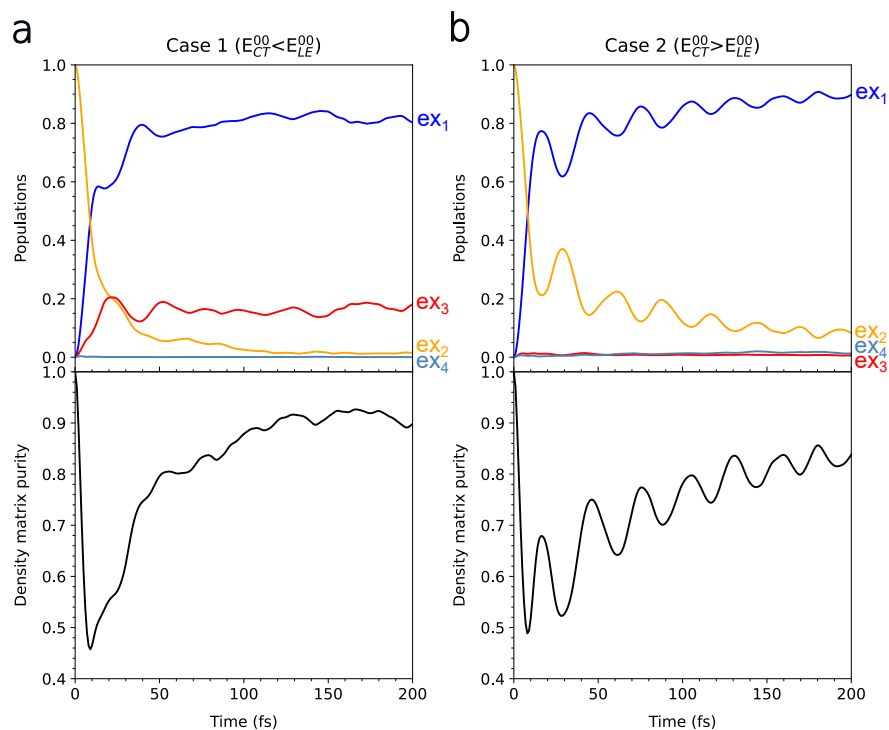 a
Case 1 (E⁰⁰_CT<E⁰⁰_LE)
1.0
0.8
0.6
0.4
0.2
0.0
Populations
ex₁
ex₃
ex₂
ex₄
1.0
0.9
0.8
0.7
0.6
0.5
0.4
Density matrix purity
0 50 100 150 200
Time (fs)
b
Case 2 (E⁰⁰_CT>E⁰⁰_LE)
1.0
0.8
0.6
0.4
0.2
0.0
Populations
ex₁
ex₂
ex₄
ex₃
1.0
0.9
0.8
0.7
0.6
0.5
0.4
Density matrix purity
0 50 100 150 200
Time (fs)